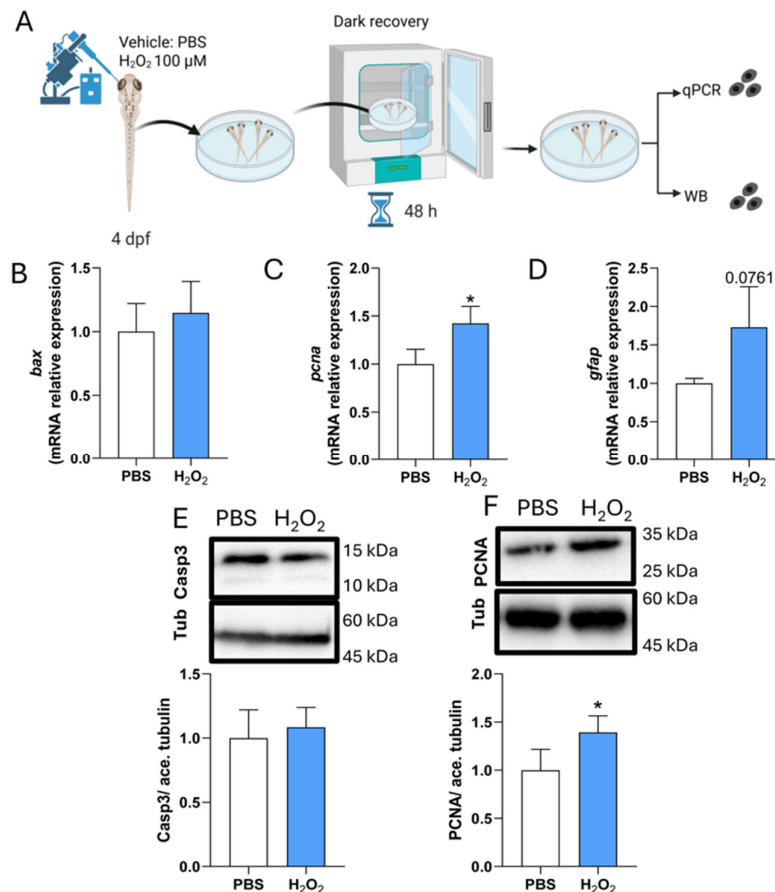 A
Vehicle: PBS
H₂O₂ 100 µM
Dark recovery
4 dpf
48 h
qPCR
WB
B
bax
(mRNA relative expression)
1.5
1.0
0.5
0.0
PBS
H₂O₂
C
pcna
(mRNA relative expression)
2.0
1.5
1.0
0.5
0.0
*
PBS
H₂O₂
D
gfap
(mRNA relative expression)
2.5
2.0
1.5
1.0
0.5
0.0
0.0761
PBS
H₂O₂
E
PBS H₂O₂
Casp3
15 kDa
10 kDa
Tub
60 kDa
45 kDa
Casp3/ ace. tubulin
1.5
1.0
0.5
0.0
PBS
H₂O₂
F
PBS H₂O₂
PCNA
35 kDa
25 kDa
Tub
60 kDa
45 kDa
PCNA/ ace. tubulin
2.0
1.5
1.0
0.5
0.0
*
PBS
H₂O₂